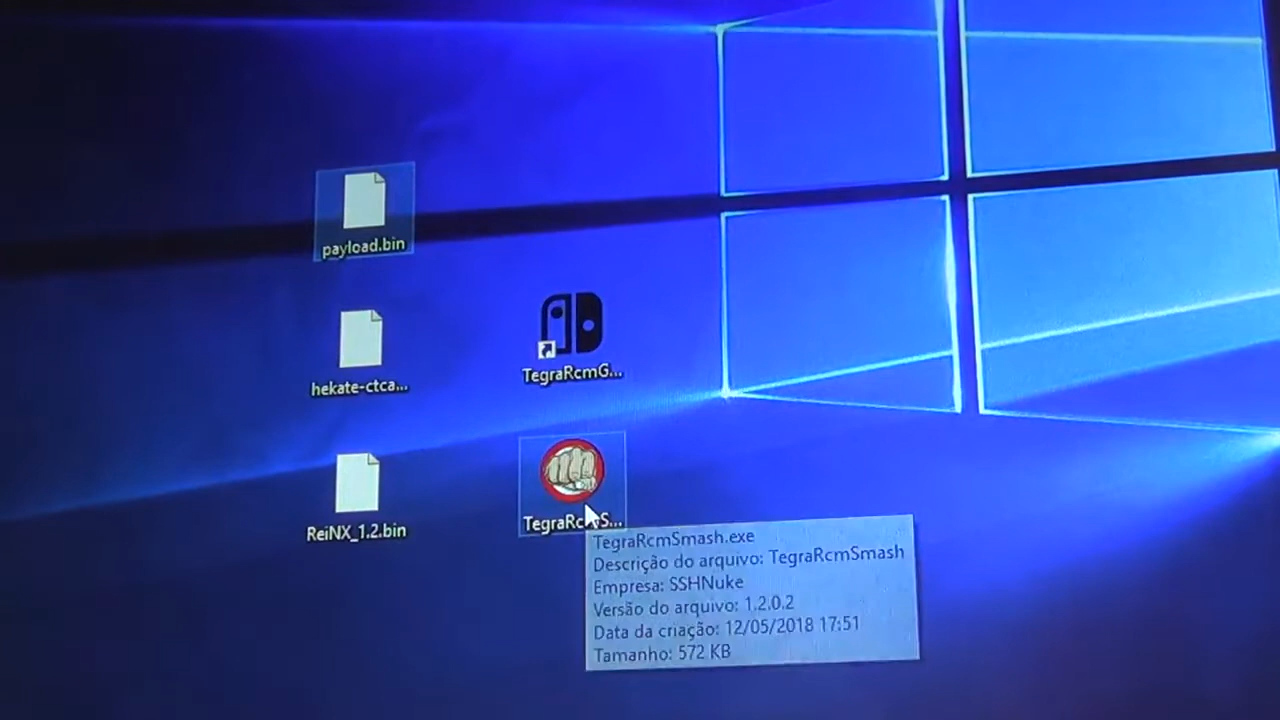 payload.bin
hekate-ctca...
TegraRcmG...
ReiNX_1.2.bin
TegraRcmS...
TegraRcmSmash.exe
Descrição do arquivo: TegraRcmSmash
Empresa: SSHNuke
Versão do arquivo: 1.2.0.2
Data da criação: 12/05/2018 17:51
Tamanho: 572 KB